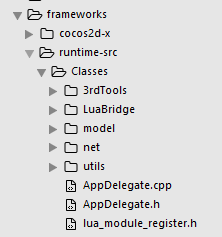 frameworks
cocos2d-x
runtime-src
Classes
3rdTools
LuaBridge
model
net
utils
AppDelegate.cpp
AppDelegate.h
lua_module_register.h